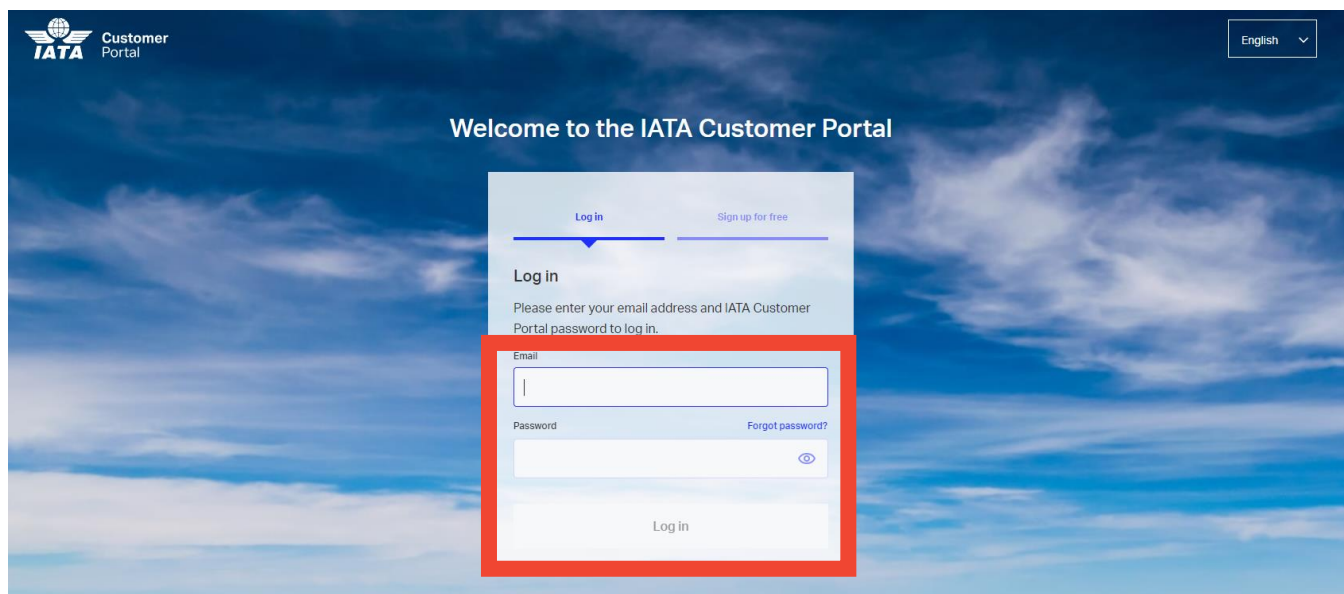 IATA
Customer
Portal
English
Welcome to the IATA Customer Portal
Log in
Sign up for free
Log in
Please enter your email address and IATA Customer
Portal password to log in.
Email
Password
Forgot password?
Log in